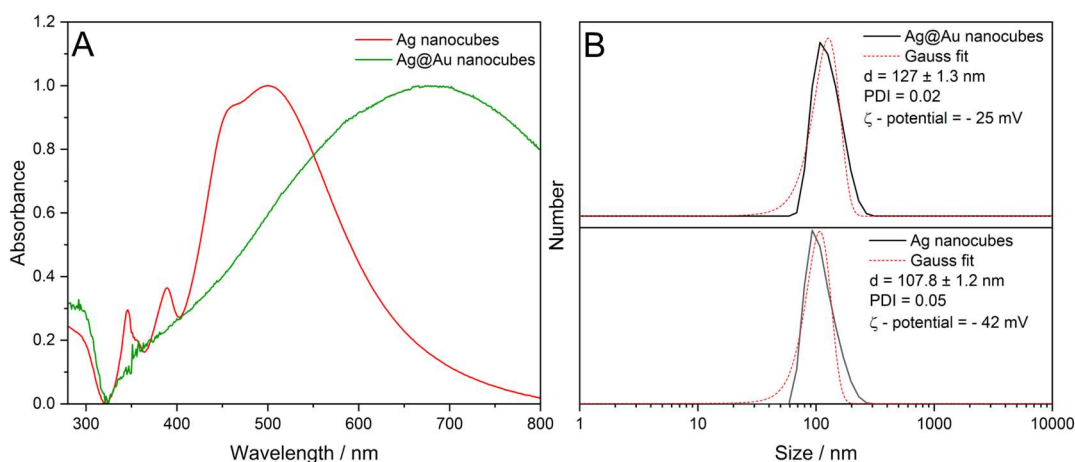 A
Ag nanocubes
Ag@Au nanocubes
1.2
1.0
0.8
0.6
0.4
0.2
0.0
Absorbance
300 400 500 600 700 800
Wavelength / nm
B
Ag@Au nanocubes
Gauss fit
d = 127 ± 1.3 nm
PDI = 0.02
ζ - potential = - 25 mV
Number
Ag nanocubes
Gauss fit
d = 107.8 ± 1.2 nm
PDI = 0.05
ζ - potential = - 42 mV
1 10 100 1000 10000
Size / nm